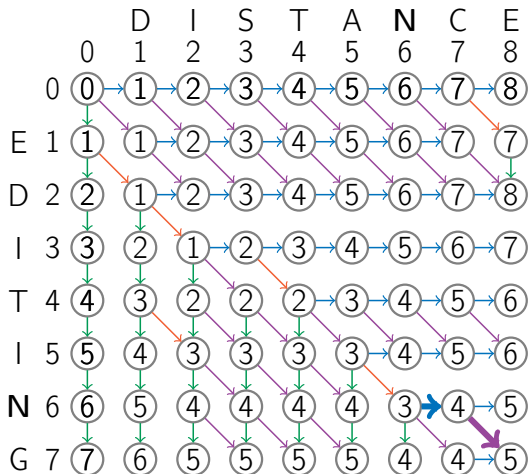 D I S T A N C E
0 1 2 3 4 5 6 7 8
0 0 1 2 3 4 5 6 7 8
E 1 1 1 2 3 4 5 6 7 7
D 2 2 1 2 3 4 5 6 7 8
I 3 3 2 1 2 3 4 5 6 7
T 4 4 3 2 2 2 3 4 5 6
I 5 5 4 3 3 3 3 4 5 6
N 6 6 5 4 4 4 4 3 4 5
G 7 7 6 5 5 5 5 4 4 5